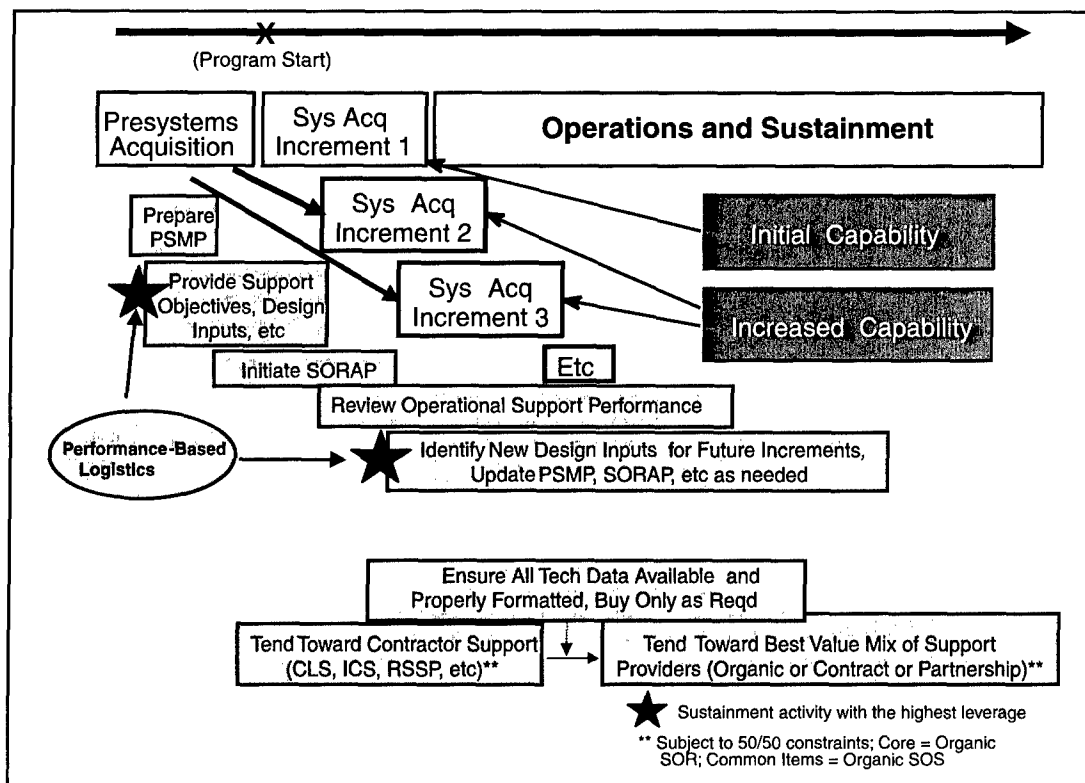 X
(Program Start)
Presystems
Acquisition
Sys Acq
Increment 1
Operations and Sustainment
Prepare
PSMP
Sys Acq
Increment 2
Initial Capability
Provide Support
Objectives, Design
Inputs, etc
Sys Acq
Increment 3
Increased Capability
Initiate SORAP
Etc
Review Operational Support Performance
Performance-Based
Logistics
Identify New Design Inputs for Future Increments,
Update PSMP, SORAP, etc as needed
Ensure All Tech Data Available and
Properly Formatted, Buy Only as Reqd
Tend Toward Contractor Support
(CLS, ICS, RSSP, etc)**
Tend Toward Best Value Mix of Support
Providers (Organic or Contract or Partnership)**
Sustainment activity with the highest leverage
** Subject to 50/50 constraints; Core = Organic
SOR; Common Items = Organic SOS